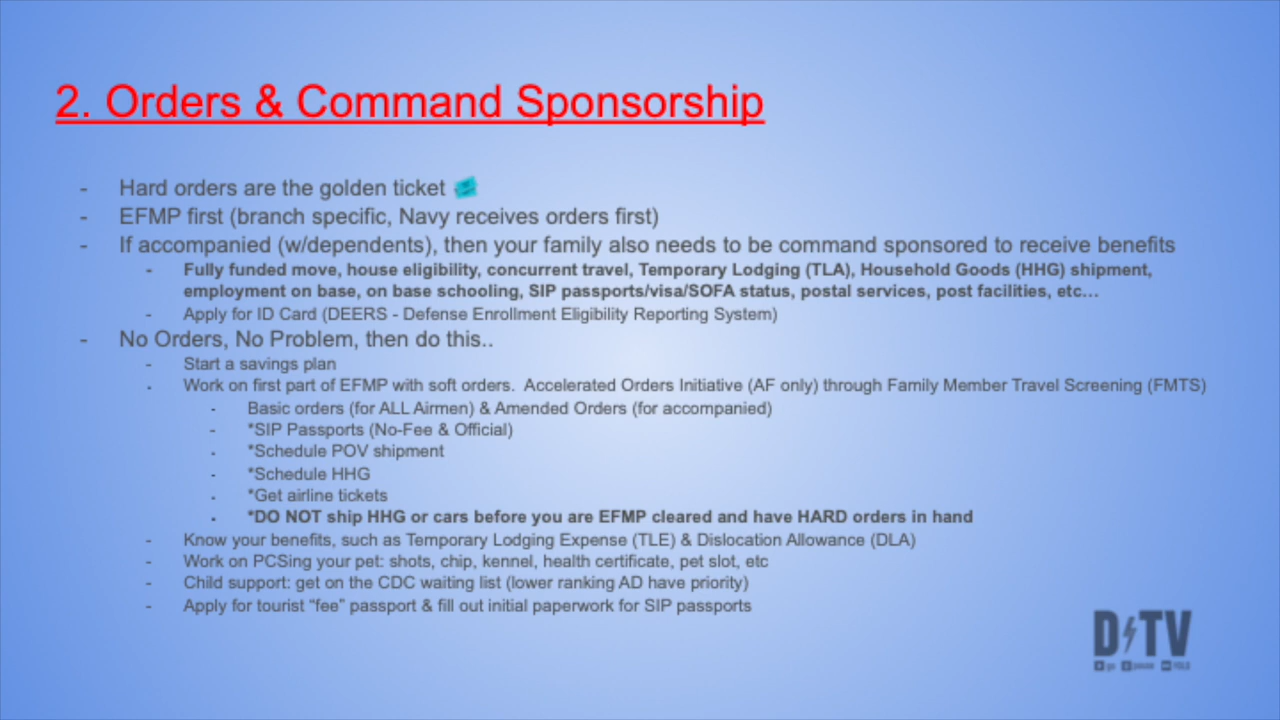 2. Orders & Command Sponsorship
- Hard orders are the golden ticket
- EFMP first (branch specific, Navy receives orders first)
- If accompanied (w/dependents), then your family also needs to be command sponsored to receive benefits
- Fully funded move, house eligibility, concurrent travel, Temporary Lodging (TLA), Household Goods (HHG) shipment,
employment on base, on base schooling, SIP passports/visa/SOFA status, postal services, post facilities, etc...
- Apply for ID Card (DEERS - Defense Enrollment Eligibility Reporting System)
- No Orders, No Problem, then do this..
- Start a savings plan
- Work on first part of EFMP with soft orders. Accelerated Orders Initiative (AF only) through Family Member Travel Screening (FMTS)
- Basic orders (for ALL Airmen) & Amended Orders (for accompanied)
- *SIP Passports (No-Fee & Official)
- *Schedule POV shipment
- *Schedule HHG
- *Get airline tickets
- *DO NOT ship HHG or cars before you are EFMP cleared and have HARD orders in hand
- Know your benefits, such as Temporary Lodging Expense (TLE) & Dislocation Allowance (DLA)
- Work on PCSing your pet: shots, chip, kennel, health certificate, pet slot, etc
- Child support: get on the CDC waiting list (lower ranking AD have priority)
- Apply for tourist “fee” passport & fill out initial paperwork for SIP passports
D TV